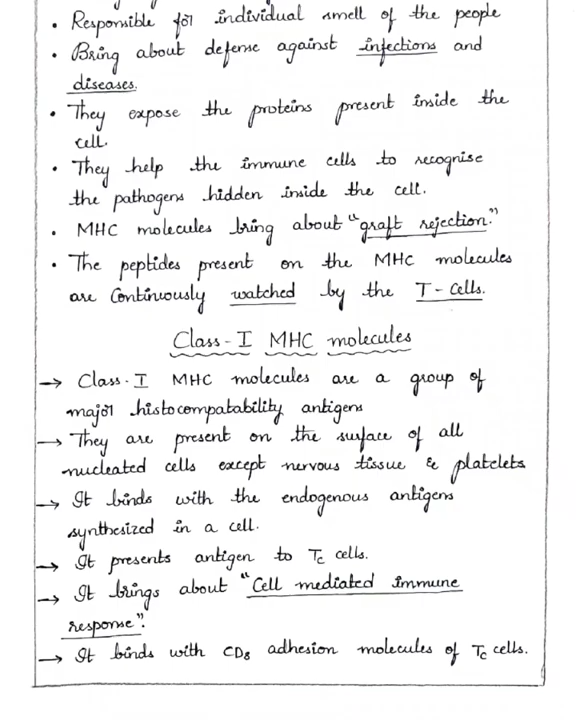 • Responsible for individual smell of the people
• Bring about defense against infections and
diseases.
• They expose the proteins present inside the
cell.
• They help the immune cells to recognise
the pathogens hidden inside the cell.
• MHC molecules bring about "graft rejection."
• The peptides present on the MHC molecules
are Continuously watched by the T-Cells.
Class-I MHC molecules
→ Class-I MHC molecules are a group of
major histocompatability antigens
→ They are present on the surface of all
nucleated cells except nervous tissue & platelets
→ It binds with the endogenous antigens
synthesized in a cell.
→ It presents antigen to Tc cells.
→ It brings about "Cell mediated immune
response".
→ It binds with CD8 adhesion molecules of Tc cells.